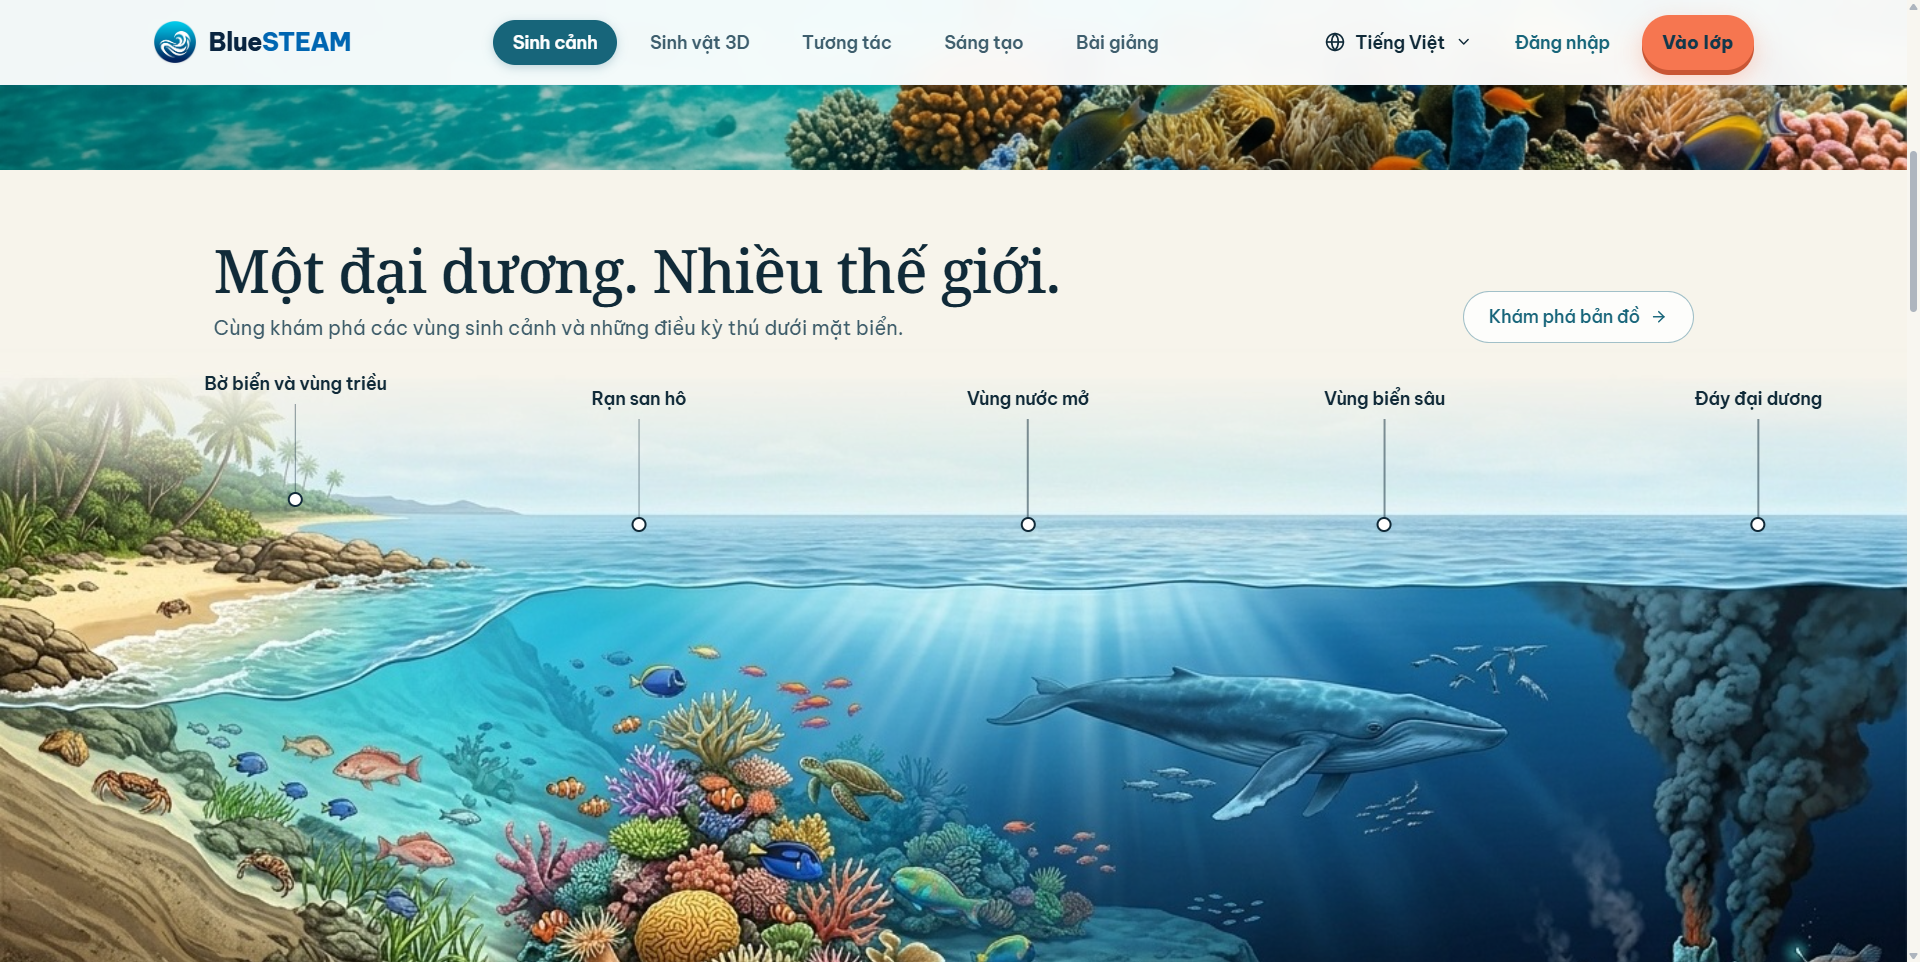 BlueSTEAM
Sinh cảnh
Sinh vật 3D
Tương tác
Sáng tạo
Bài giảng
Tiếng Việt
Đăng nhập
Vào lớp
Một đại dương. Nhiều thế giới.
Cùng khám phá các vùng sinh cảnh và những điều kỳ thú dưới mặt biển.
Khám phá bản đồ
Bờ biển và vùng triều
Rạn san hô
Vùng nước mở
Vùng biển sâu
Đáy đại dương